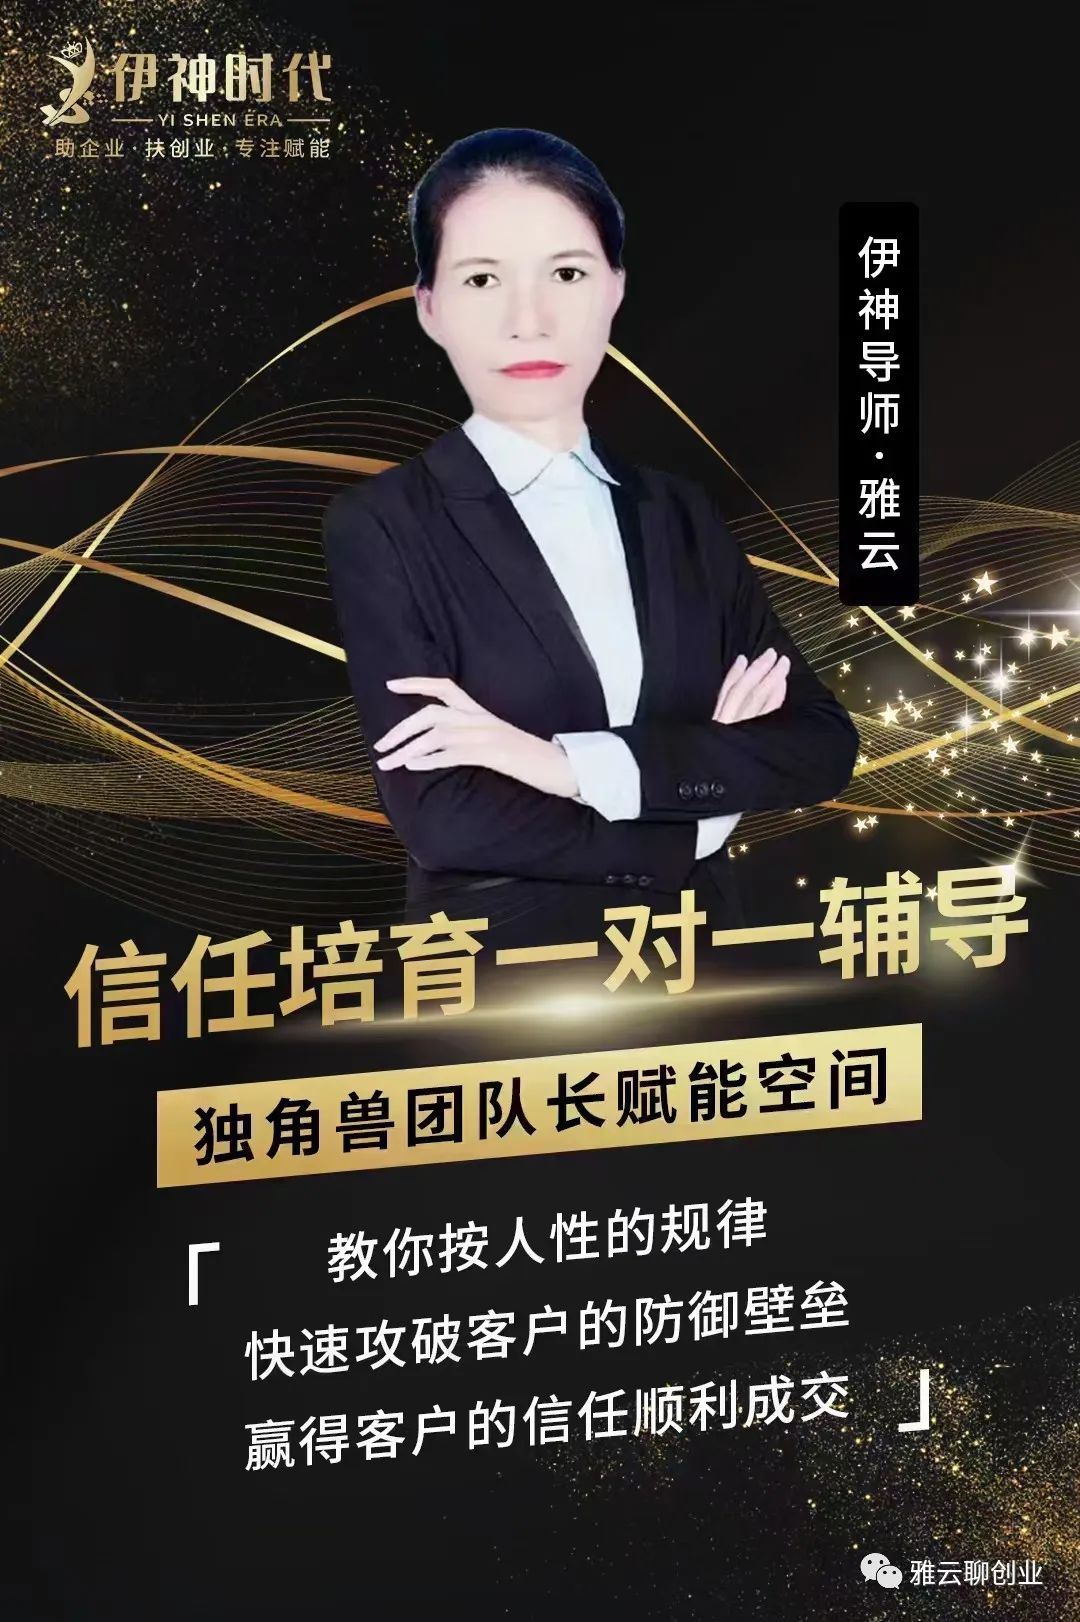 伊神时代
YI SHEN ERA
助企业·扶创业·专注赋能
伊神导师·雅云
信任培育一对一辅导
独角兽团队长赋能空间
「教你按人性的规律
快速攻破客户的防御壁垒
赢得客户的信任顺利成交」
雅云聊创业